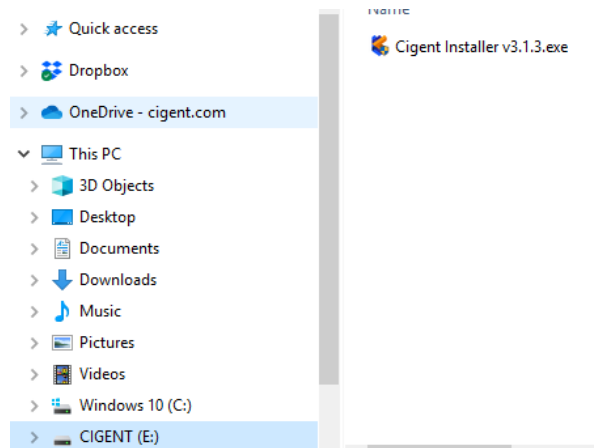 Name
Quick access
Cigent Installer v3.1.3.exe
Dropbox
OneDrive - cigent.com
This PC
3D Objects
Desktop
Documents
Downloads
Music
Pictures
Videos
Windows 10 (C:)
CIGENT (E:)